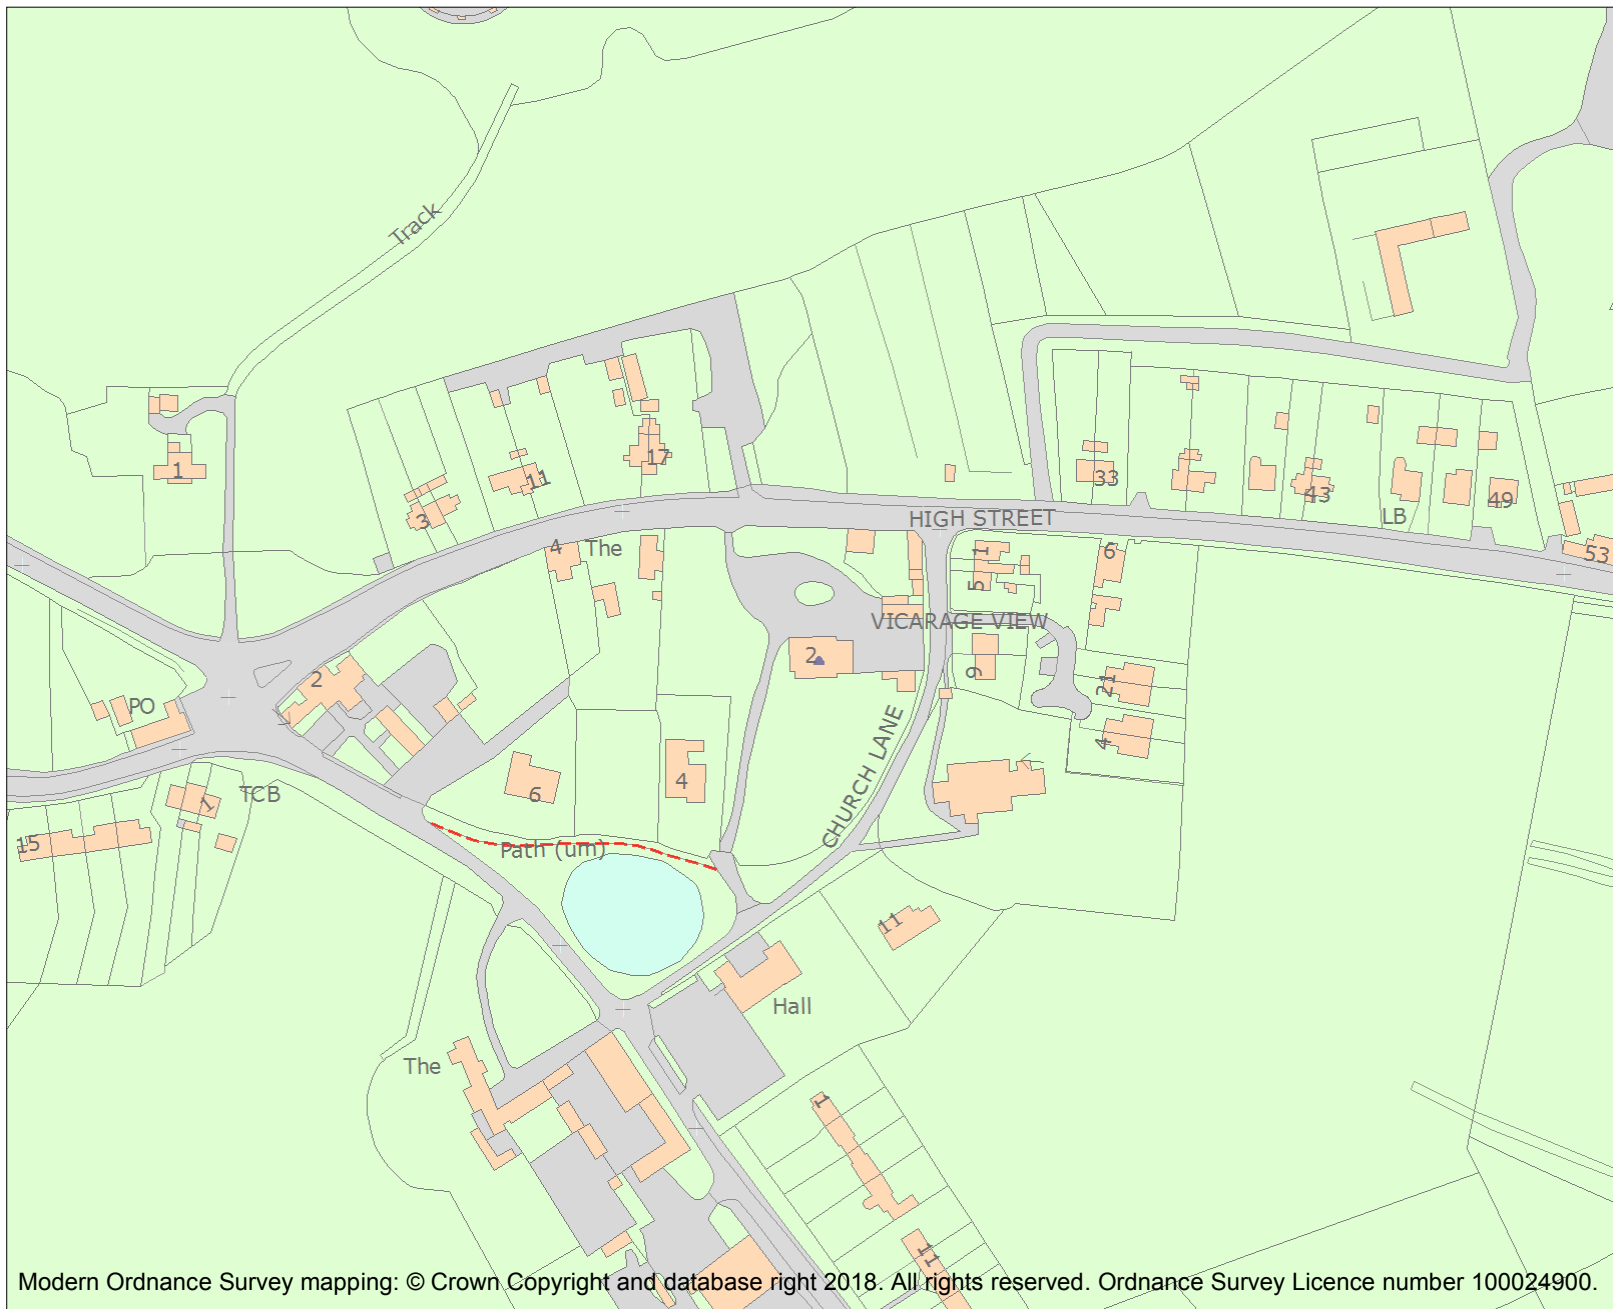 Track
1
17
11
3
33
43
49
LB
HIGH STREET
53
4
The
1
5
6
VICARAGE VIEW
2
2
9
21
PO
4
CHURCH LANE
TCB
1
6
4
15
Path (um)
11
Hall
The
1
11
Modern Ordnance Survey mapping: © Crown Copyright and database right 2018. All rights reserved. Ordnance Survey Licence number 100024900.